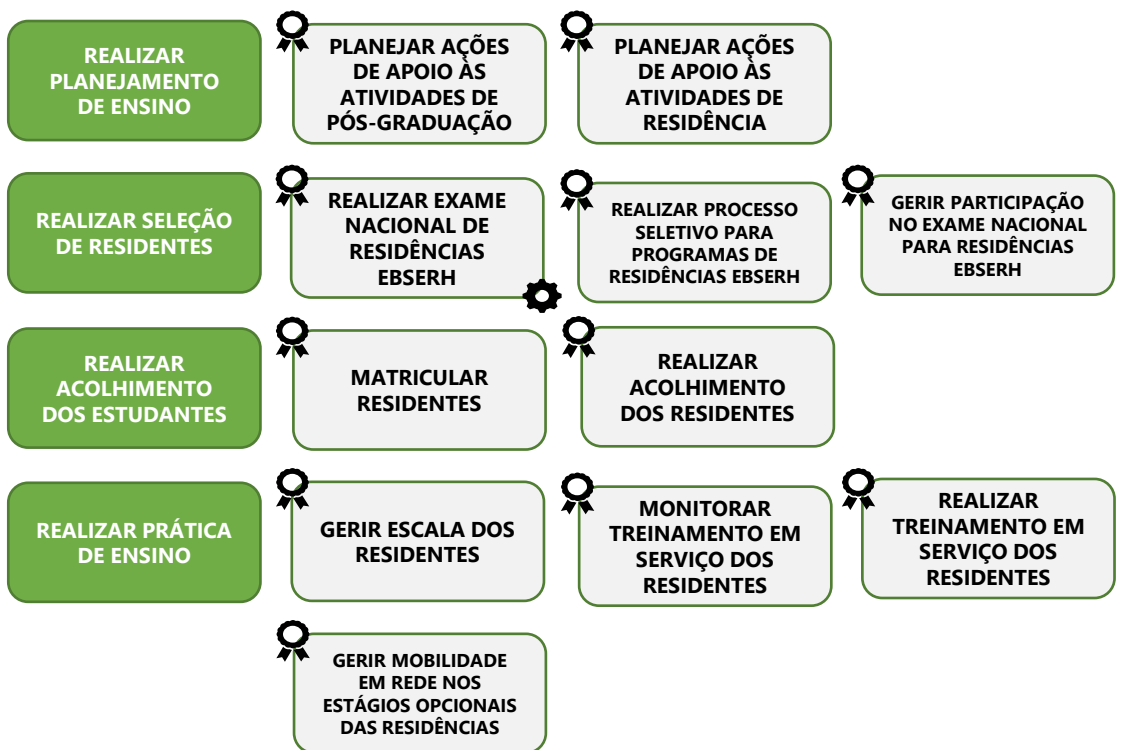 REALIZAR
PLANEJAMENTO
DE ENSINO
PLANEJAR AÇÕES
DE APOIO ÀS
ATIVIDADES DE
PÓS-GRADUAÇÃO
PLANEJAR AÇÕES
DE APOIO ÀS
ATIVIDADES DE
RESIDÊNCIA
REALIZAR SELEÇÃO
DE RESIDENTES
REALIZAR EXAME
NACIONAL DE
RESIDÊNCIAS
EBSERH
REALIZAR PROCESSO
SELETIVO PARA
PROGRAMAS DE
RESIDÊNCIAS EBSERH
GERIR PARTICIPAÇÃO
NO EXAME NACIONAL
PARA RESIDÊNCIAS
EBSERH
REALIZAR
ACOLHIMENTO
DOS ESTUDANTES
MATRICULAR
RESIDENTES
REALIZAR
ACOLHIMENTO
DOS RESIDENTES
REALIZAR PRÁTICA
DE ENSINO
GERIR ESCALA DOS
RESIDENTES
MONITORAR
TREINAMENTO EM
SERVIÇO DOS
RESIDENTES
REALIZAR
TREINAMENTO EM
SERVIÇO DOS
RESIDENTES
GERIR MOBILIDADE
EM REDE NOS
ESTÁGIOS OPCIONAIS
DAS RESIDÊNCIAS